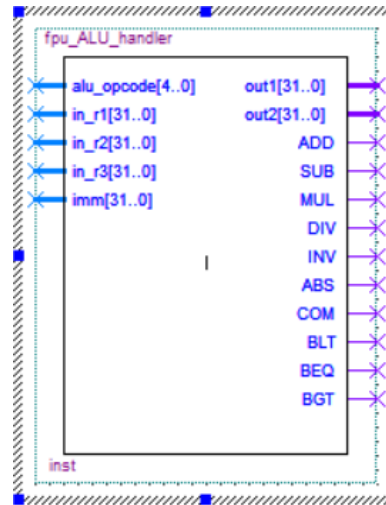 fpu_ALU_handler
alu_opcode[4..0] out1[31..0]
in_r1[31..0] out2[31..0]
in_r2[31..0] ADD
in_r3[31..0] SUB
imm[31..0] MUL
DIV
INV
ABS
COM
BLT
BEQ
BGT
inst